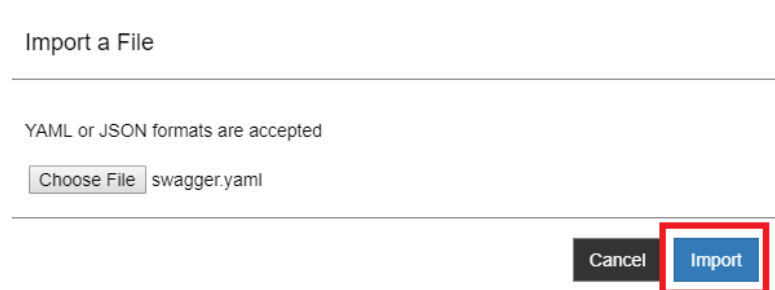 Import a File
YAML or JSON formats are accepted
Choose File swagger.yaml
Cancel Import